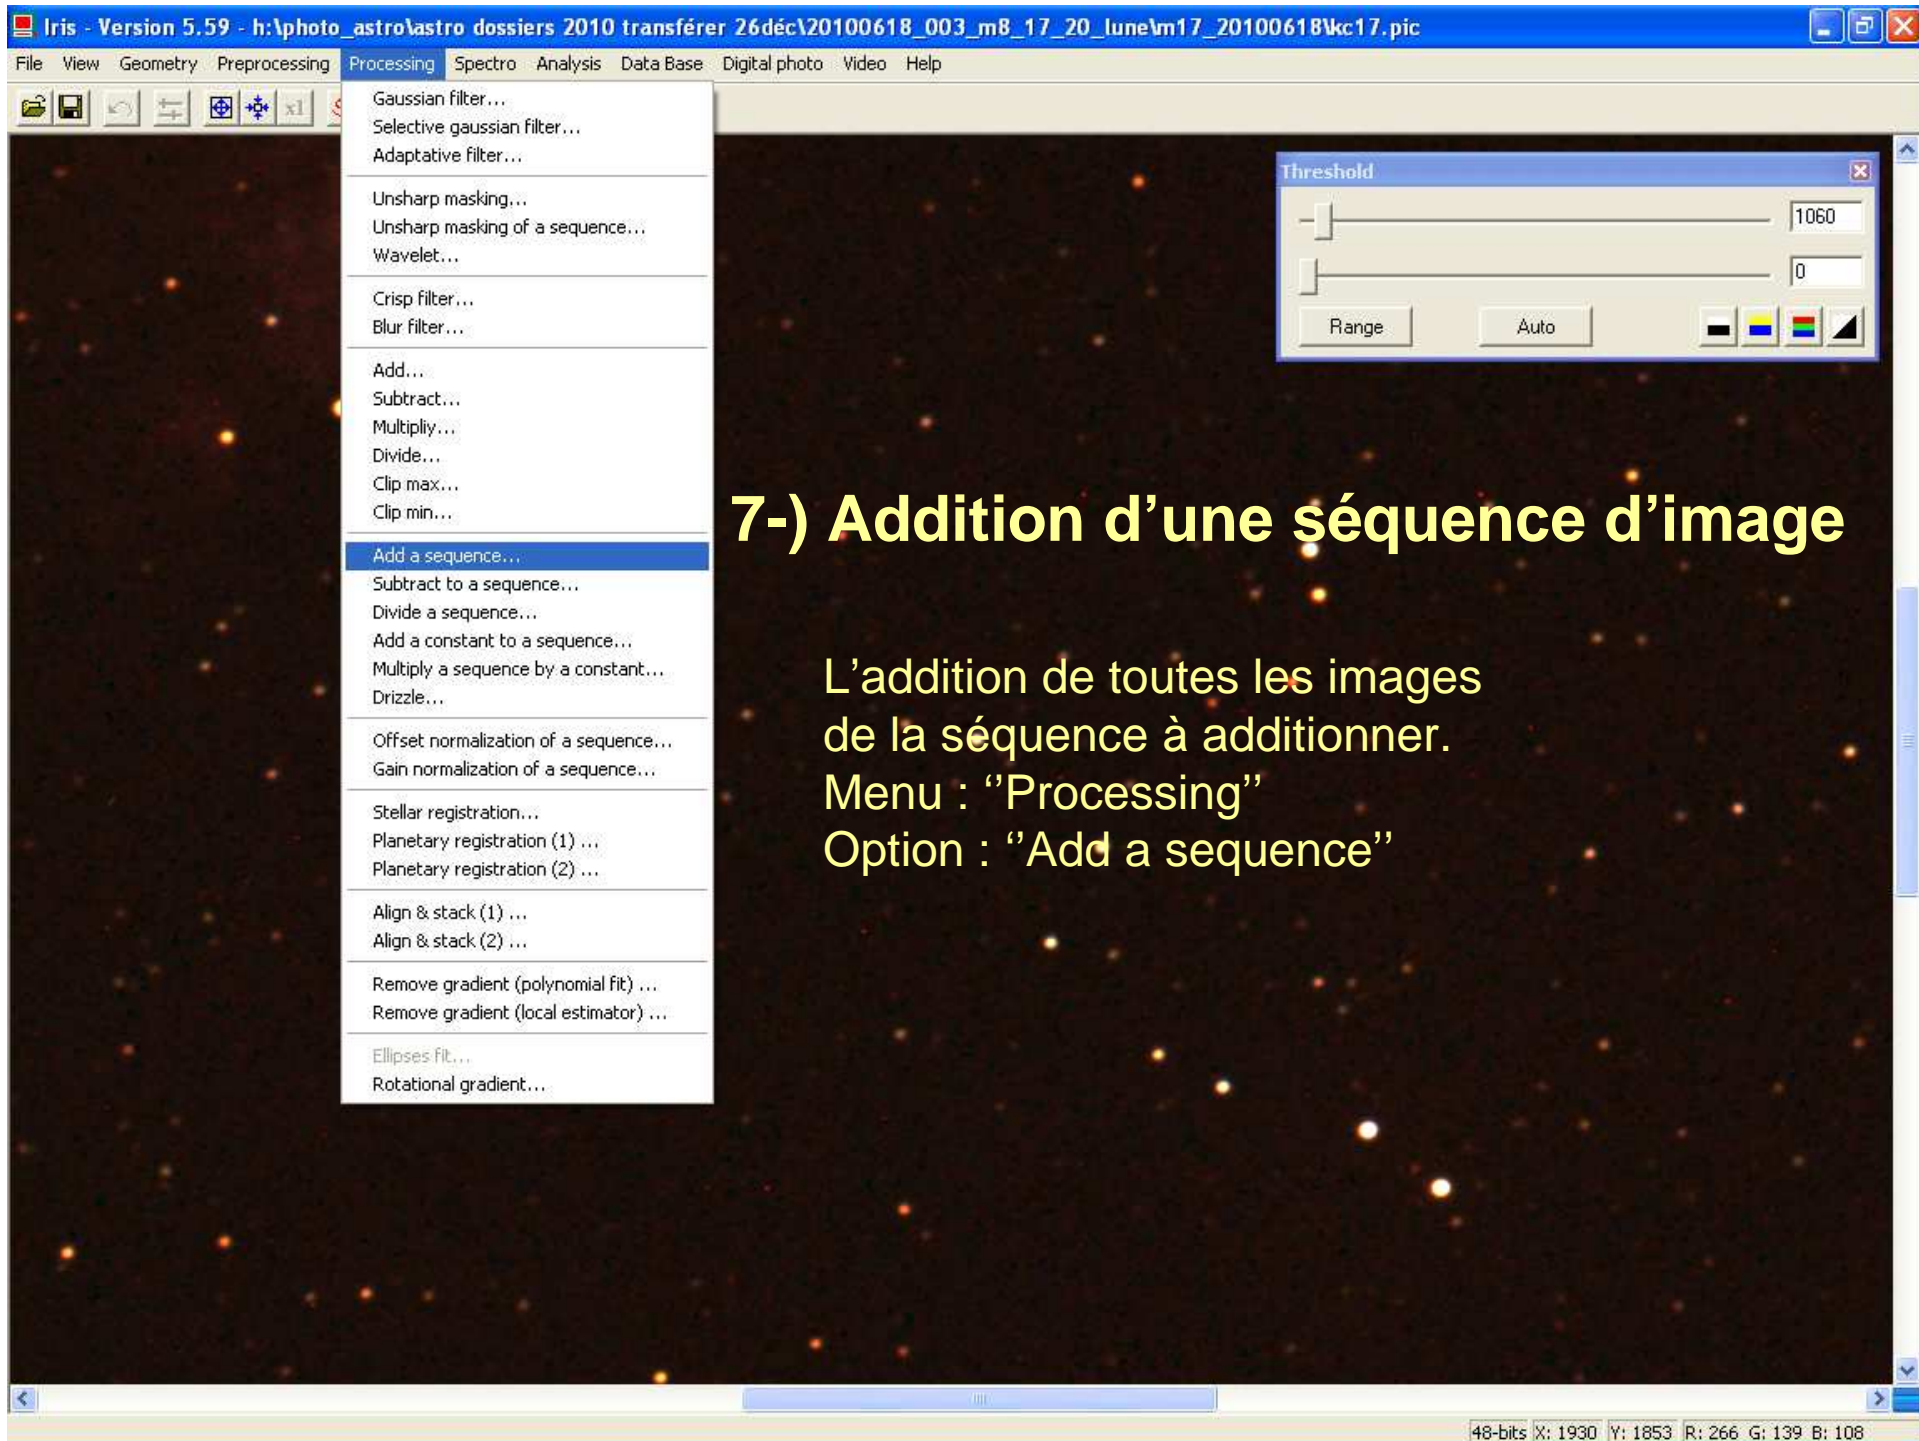 Iris - Version 5.59 - h:\photo_astro\astro dossiers 2010 transférer 26déc\20100618_003_m8_17_20_lune\m17_20100618\kc17.pic
File View Geometry Preprocessing Processing Spectro Analysis Data Base Digital photo Video Help
x1
Gaussian filter...
Selective gaussian filter...
Adaptative filter...
Unsharp masking...
Unsharp masking of a sequence...
Wavelet...
Crisp filter...
Blur filter...
Add...
Subtract...
Multipliy...
Divide...
Clip max...
Clip min...
Add a sequence...
Subtract to a sequence...
Divide a sequence...
Add a constant to a sequence...
Multiply a sequence by a constant...
Drizzle...
Offset normalization of a sequence...
Gain normalization of a sequence...
Stellar registration...
Planetary registration (1) ...
Planetary registration (2) ...
Align & stack (1) ...
Align & stack (2) ...
Remove gradient (polynomial fit) ...
Remove gradient (local estimator) ...
Ellipses fit...
Rotational gradient...
Threshold
1060
0
Range Auto
7-) Addition d’une séquence d’image
L’addition de toutes les images
de la séquence à additionner.
Menu : ‘’Processing’’
Option : ‘’Add a sequence’’
48-bits X: 1930 Y: 1853 R: 266 G: 139 B: 108